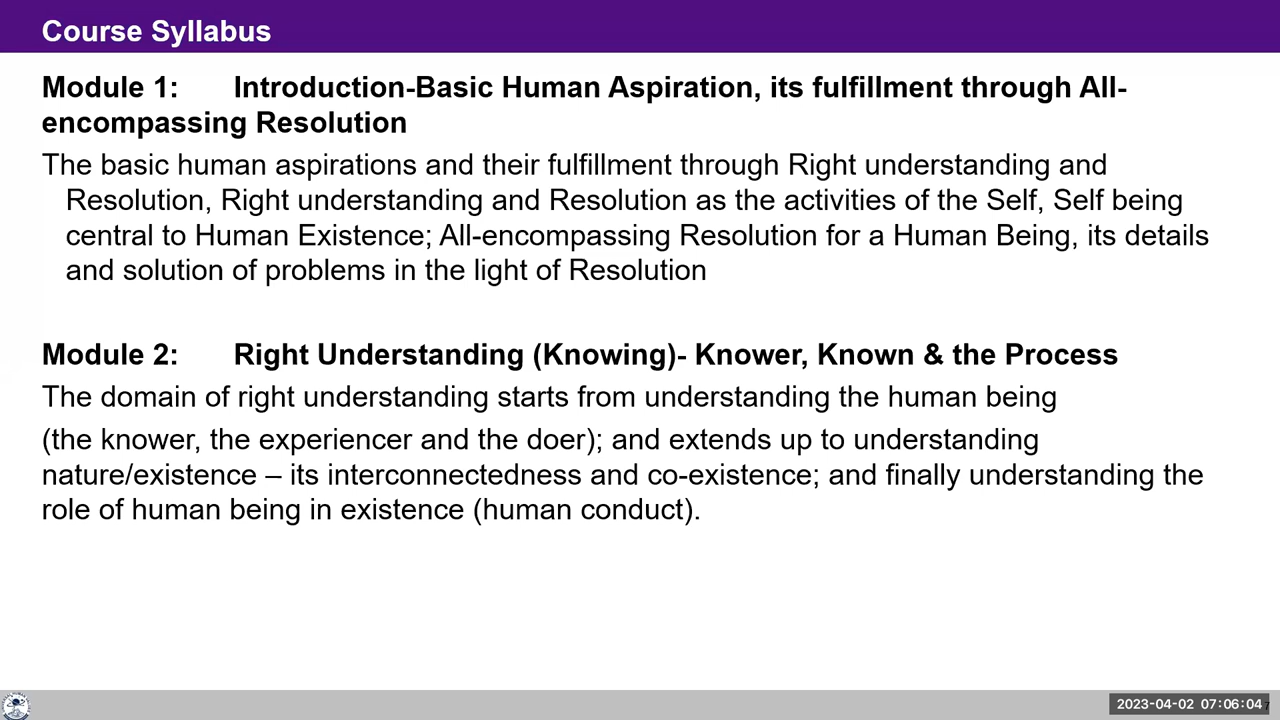 Course Syllabus
Module 1: Introduction-Basic Human Aspiration, its fulfillment through All-
encompassing Resolution
The basic human aspirations and their fulfillment through Right understanding and
Resolution, Right understanding and Resolution as the activities of the Self, Self being
central to Human Existence; All-encompassing Resolution for a Human Being, its details
and solution of problems in the light of Resolution
Module 2: Right Understanding (Knowing)- Knower, Known & the Process
The domain of right understanding starts from understanding the human being
(the knower, the experiencer and the doer); and extends up to understanding
nature/existence – its interconnectedness and co-existence; and finally understanding the
role of human being in existence (human conduct).
2023-04-02 07:06:04